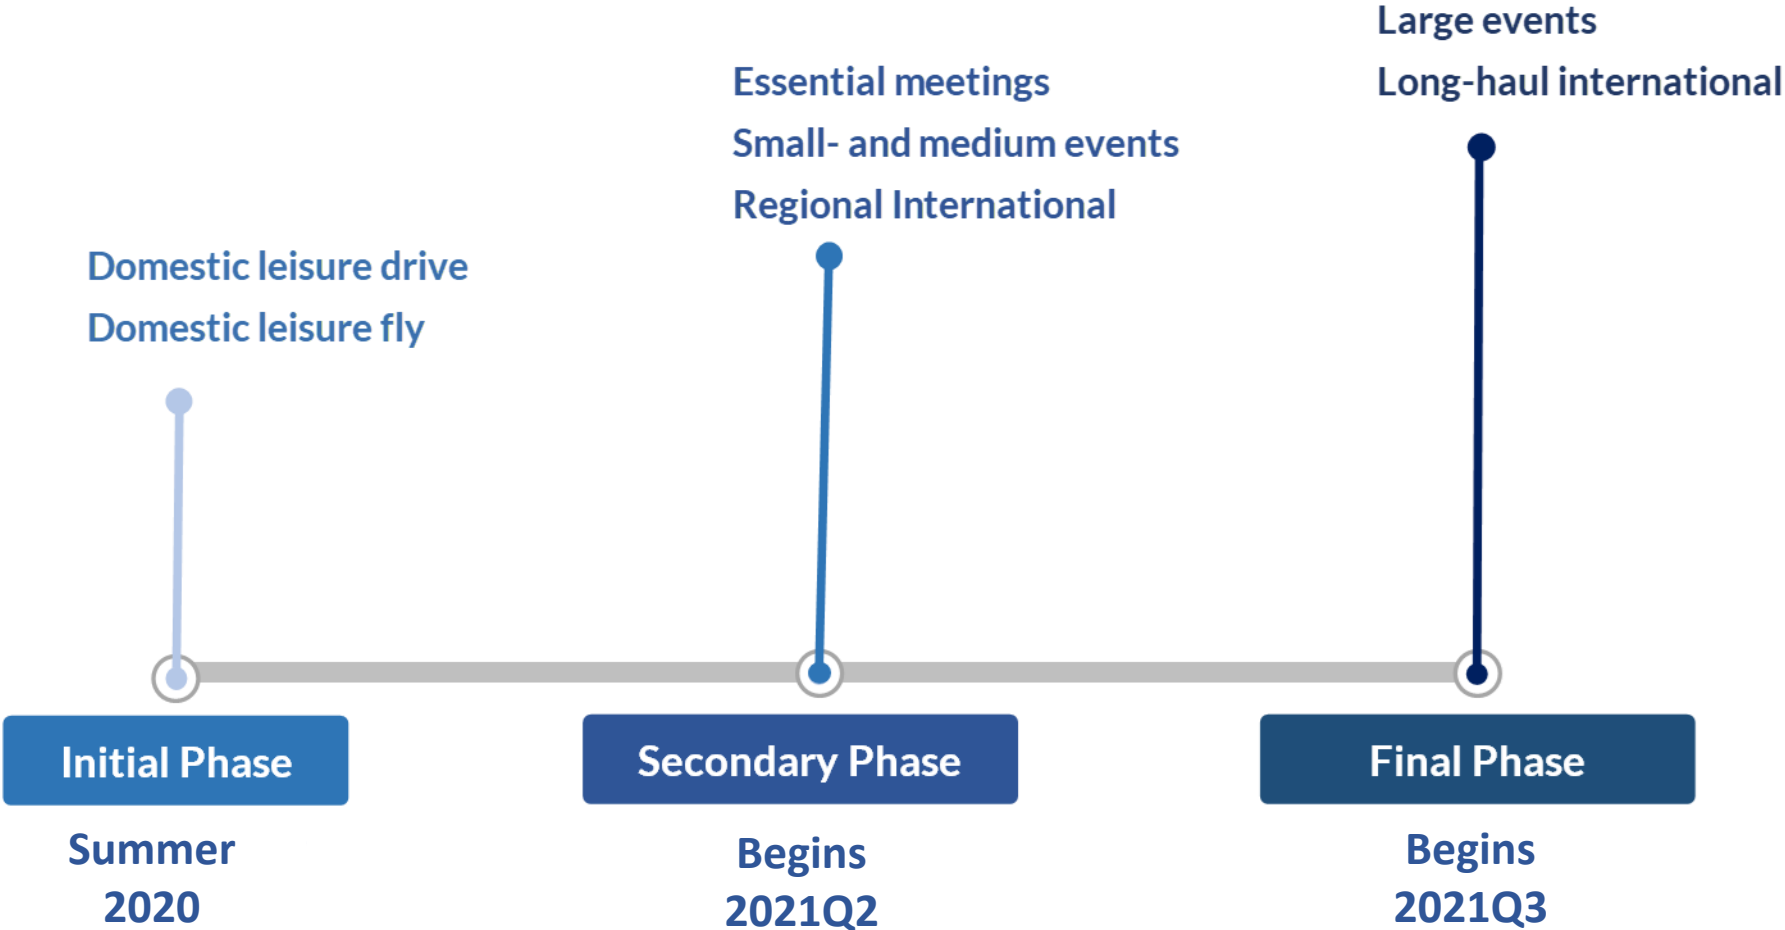 Domestic leisure drive
Domestic leisure fly
Essential meetings
Small- and medium events
Regional International
Large events
Long-haul international
Initial Phase
Secondary Phase
Final Phase
Summer
2020
Begins
2021Q2
Begins
2021Q3